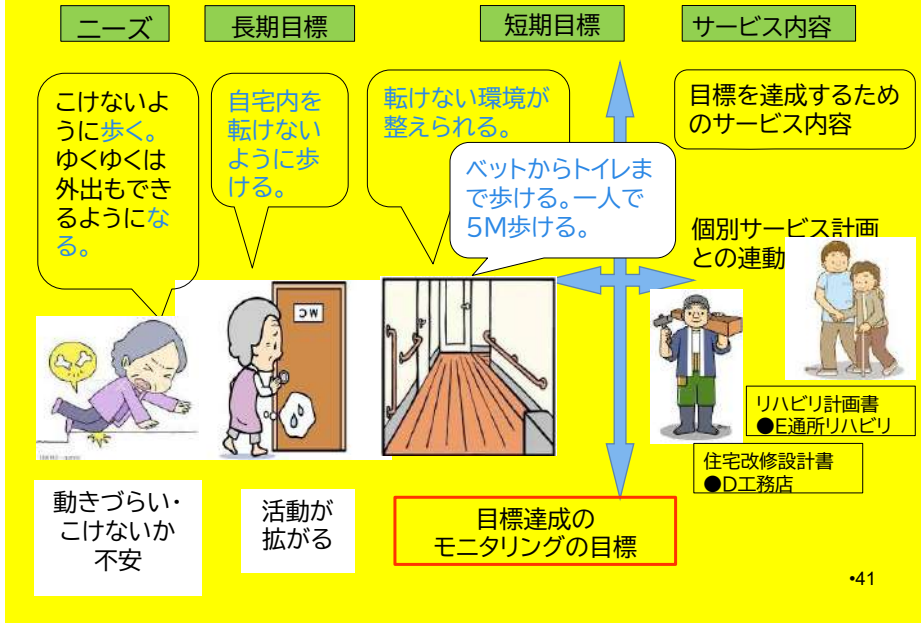 ニーズ
長期目標
短期目標
サービス内容
こけないよ
うに歩く。
ゆくゆくは
外出もでき
るようにな
る。
自宅内を
転けない
ように歩
ける。
転けない環境が
整えられる。
ベットからトイレま
で歩ける。一人で
5M歩ける。
目標を達成するため
のサービス内容
個別サービス計画
との連動
WC
リハビリ計画書
●E通所リハビリ
住宅改修設計書
●D工務店
動きづらい・
こけないか
不安
活動が
拡がる
目標達成の
モニタリングの目標
•41